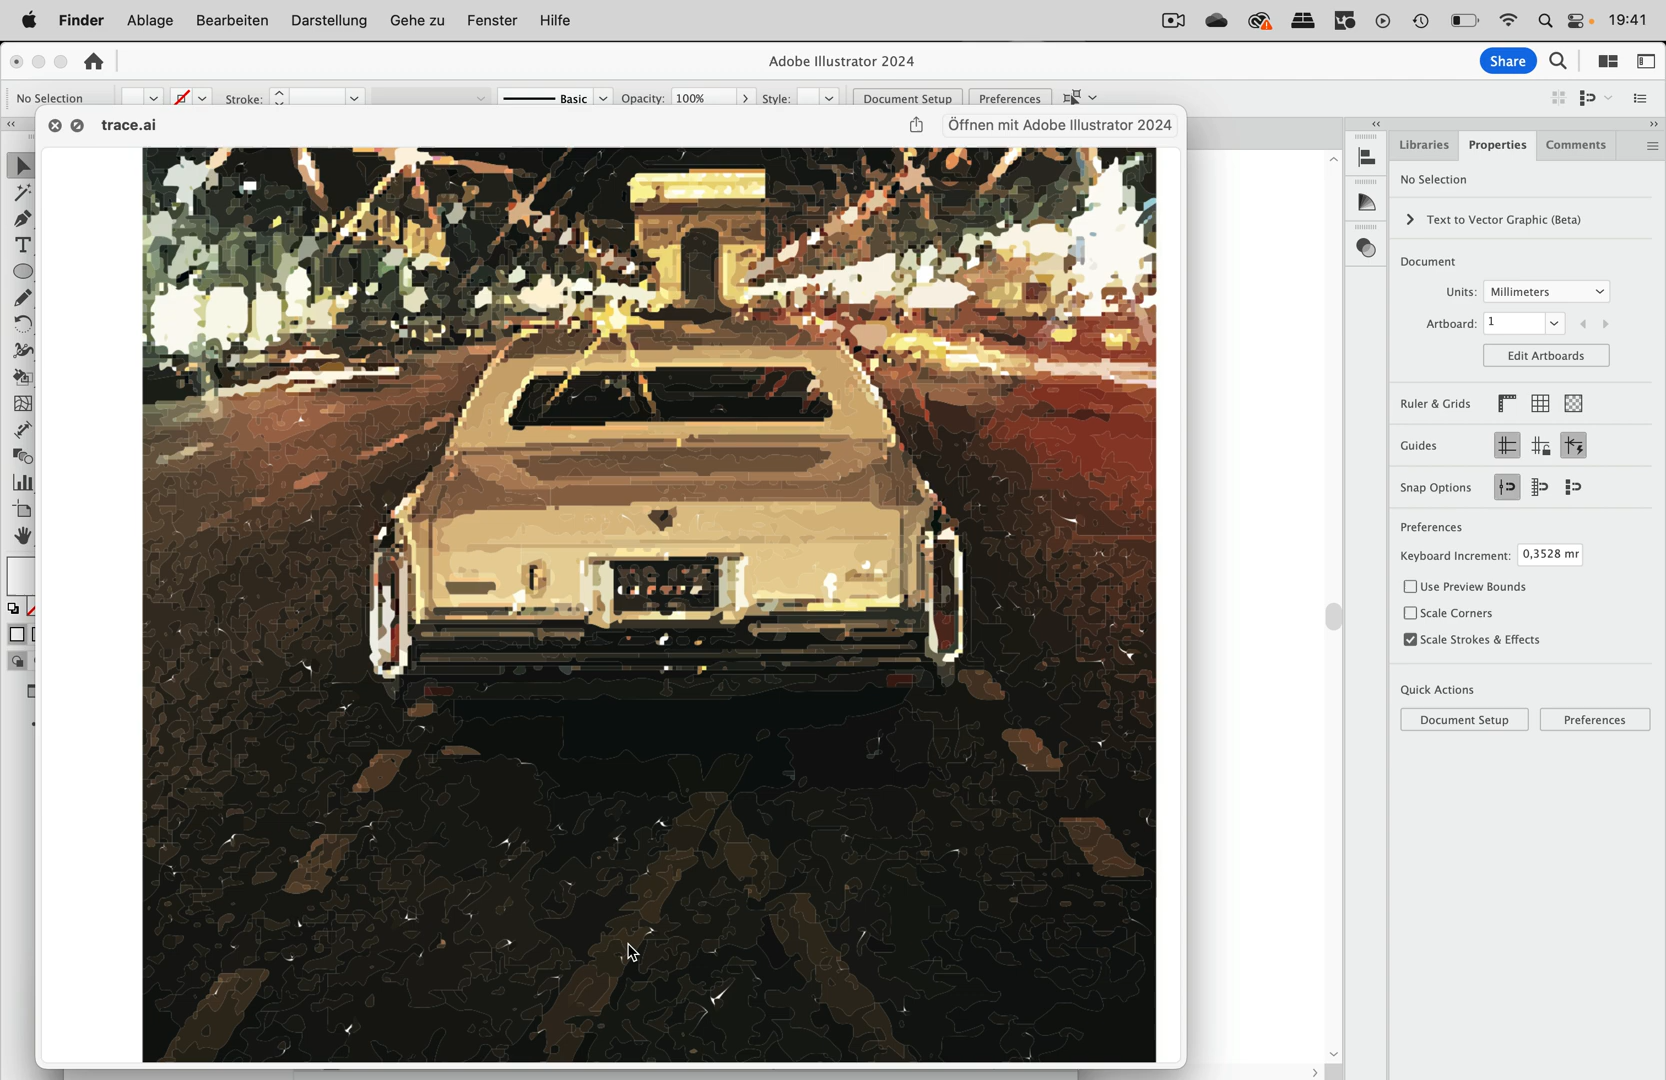 Finder Ablage Bearbeiten Darstellung Gehe zu Fenster Hilfe 19:41
Adobe Illustrator 2024 Share
No Selection Stroke: Basic Opacity: 100% Style: Document Setup Preferences
trace.ai Öffnen mit Adobe Illustrator 2024
Libraries Properties Comments
No Selection
Text to Vector Graphic (Beta)
Document
Units: Millimeters
Artboard: 1
Edit Artboards
Ruler & Grids
Guides
Snap Options
Preferences
Keyboard Increment: 0,3528 mr
Use Preview Bounds
Scale Corners
Scale Strokes & Effects
Quick Actions
Document Setup Preferences